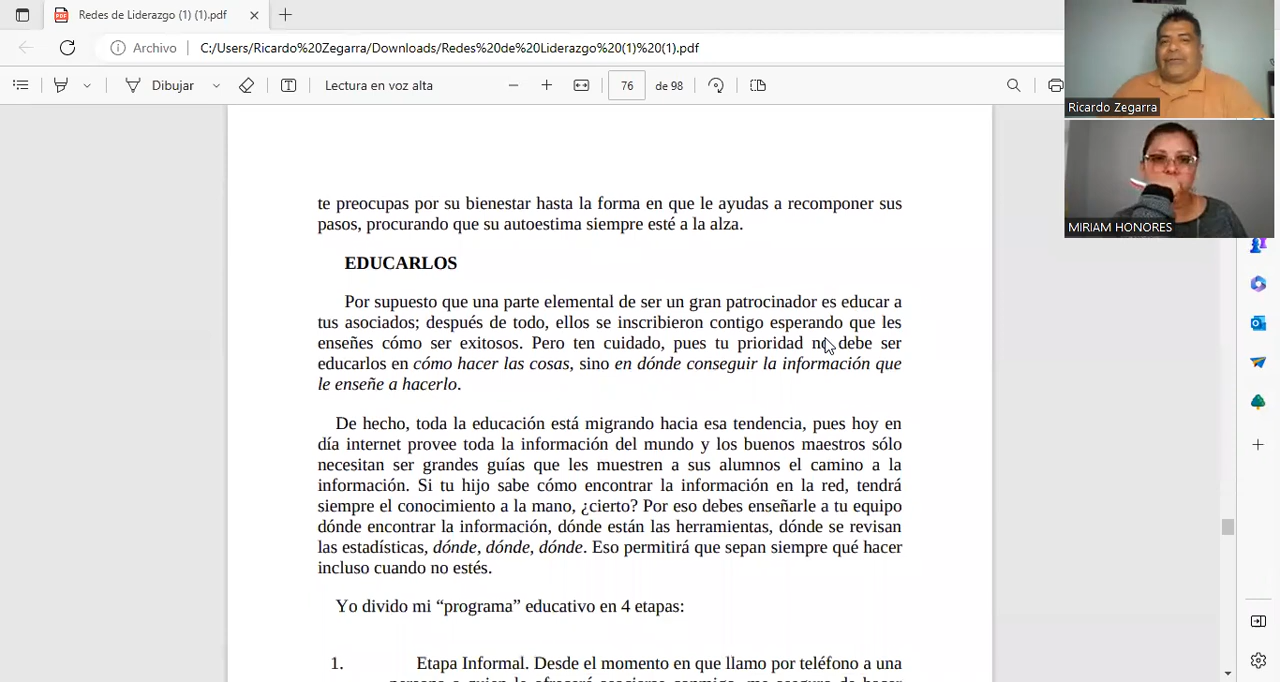 Redes de Liderazgo (1) (1).pdf
Archivo
C:/Users/Ricardo%20Zegarra/Downloads/Redes%20de%20Liderazgo%20(1)%20(1).pdf
Dibujar
Lectura en voz alta
76
de 98
Ricardo Zegarra
MIRIAM HONORES
te preocupas por su bienestar hasta la forma en que le ayudas a recomponer sus
pasos, procurando que su autoestima siempre esté a la alza.
EDUCARLOS
Por supuesto que una parte elemental de ser un gran patrocinador es educar a
tus asociados; después de todo, ellos se inscribieron contigo esperando que les
enseñes cómo ser exitosos. Pero ten cuidado, pues tu prioridad no debe ser
educarlos en cómo hacer las cosas, sino en dónde conseguir la información que
le enseñe a hacerlo.
De hecho, toda la educación está migrando hacia esa tendencia, pues hoy en
día internet provee toda la información del mundo y los buenos maestros sólo
necesitan ser grandes guías que les muestren a sus alumnos el camino a la
información. Si tu hijo sabe cómo encontrar la información en la red, tendrá
siempre el conocimiento a la mano, ¿cierto? Por eso debes enseñarle a tu equipo
dónde encontrar la información, dónde están las herramientas, dónde se revisan
las estadísticas, dónde, dónde, dónde. Eso permitirá que sepan siempre qué hacer
incluso cuando no estés.
Yo divido mi “programa” educativo en 4 etapas:
1. Etapa Informal. Desde el momento en que llamo por teléfono a una